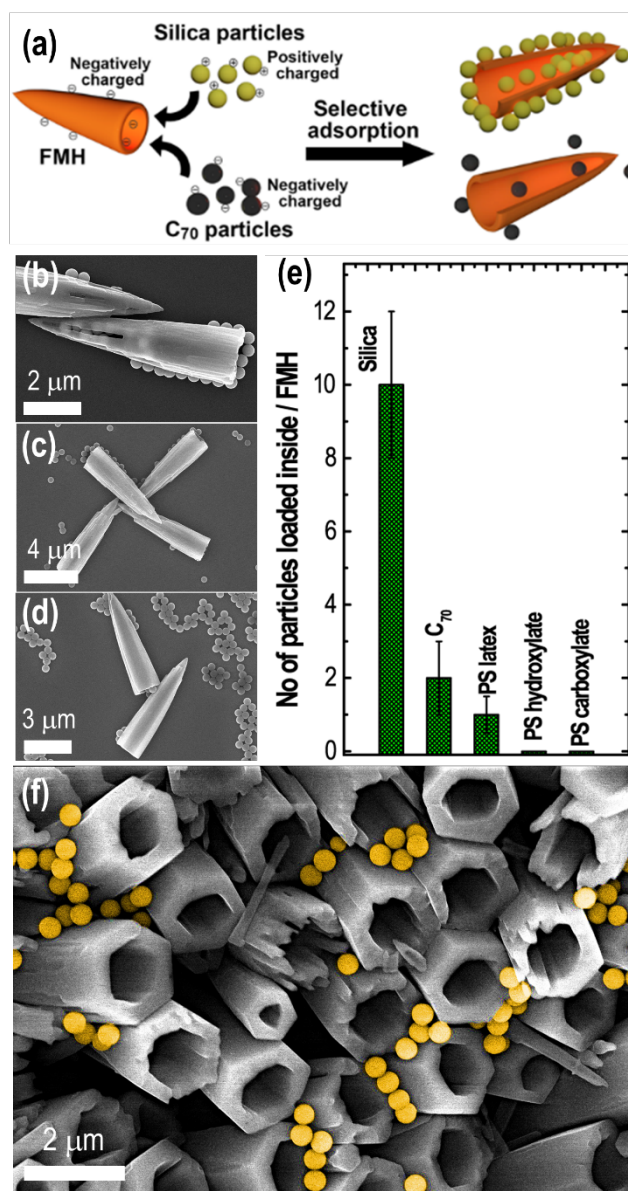 (a)
Silica particles
Negatively
charged
Positively
charged
FMH
Selective
adsorption
Negatively
charged
C₇₀ particles
(b)
2 μm
(c)
4 μm
(d)
3 μm
(e)
No of particles loaded inside / FMH
12
10
8
6
4
2
0
Silica
C₇₀
PS latex
PS hydroxylate
PS carboxylate
(f)
2 μm